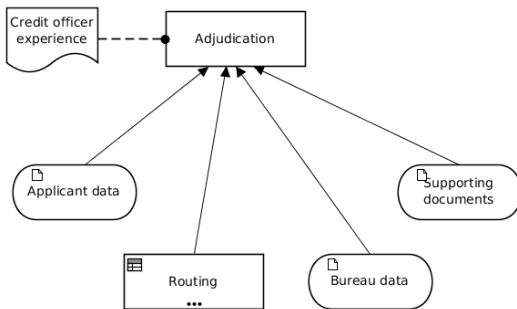 Credit officer
experience
Adjudication
Applicant data
Supporting
documents
Routing
Bureau data